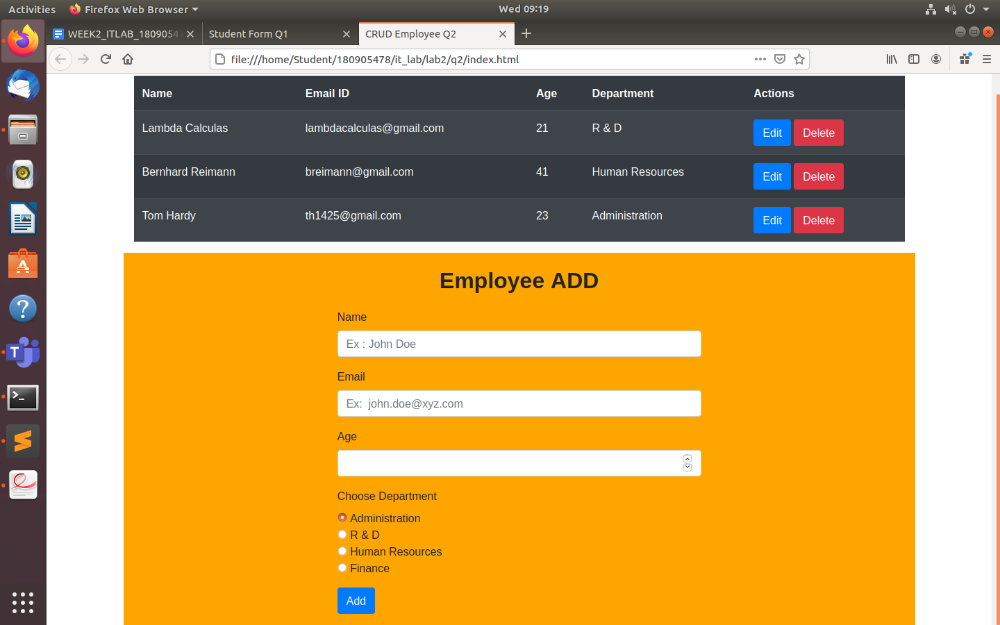 Activities Firefox Web Browser Wed 09:19
WEEK2_ITLAB_18090547 Student Form Q1 CRUD Employee Q2
file:///home/Student/180905478/it_lab/lab2/q2/index.html
Name Email ID Age Department Actions
Lambda Calculas lambdacalculas@gmail.com 21 R & D Edit Delete
Bernhard Reimann breimann@gmail.com 41 Human Resources Edit Delete
Tom Hardy th1425@gmail.com 23 Administration Edit Delete
Employee ADD
Name
Ex : John Doe
Email
Ex:  john.doe@xyz.com
Age
Choose Department
Administration
R & D
Human Resources
Finance
Add